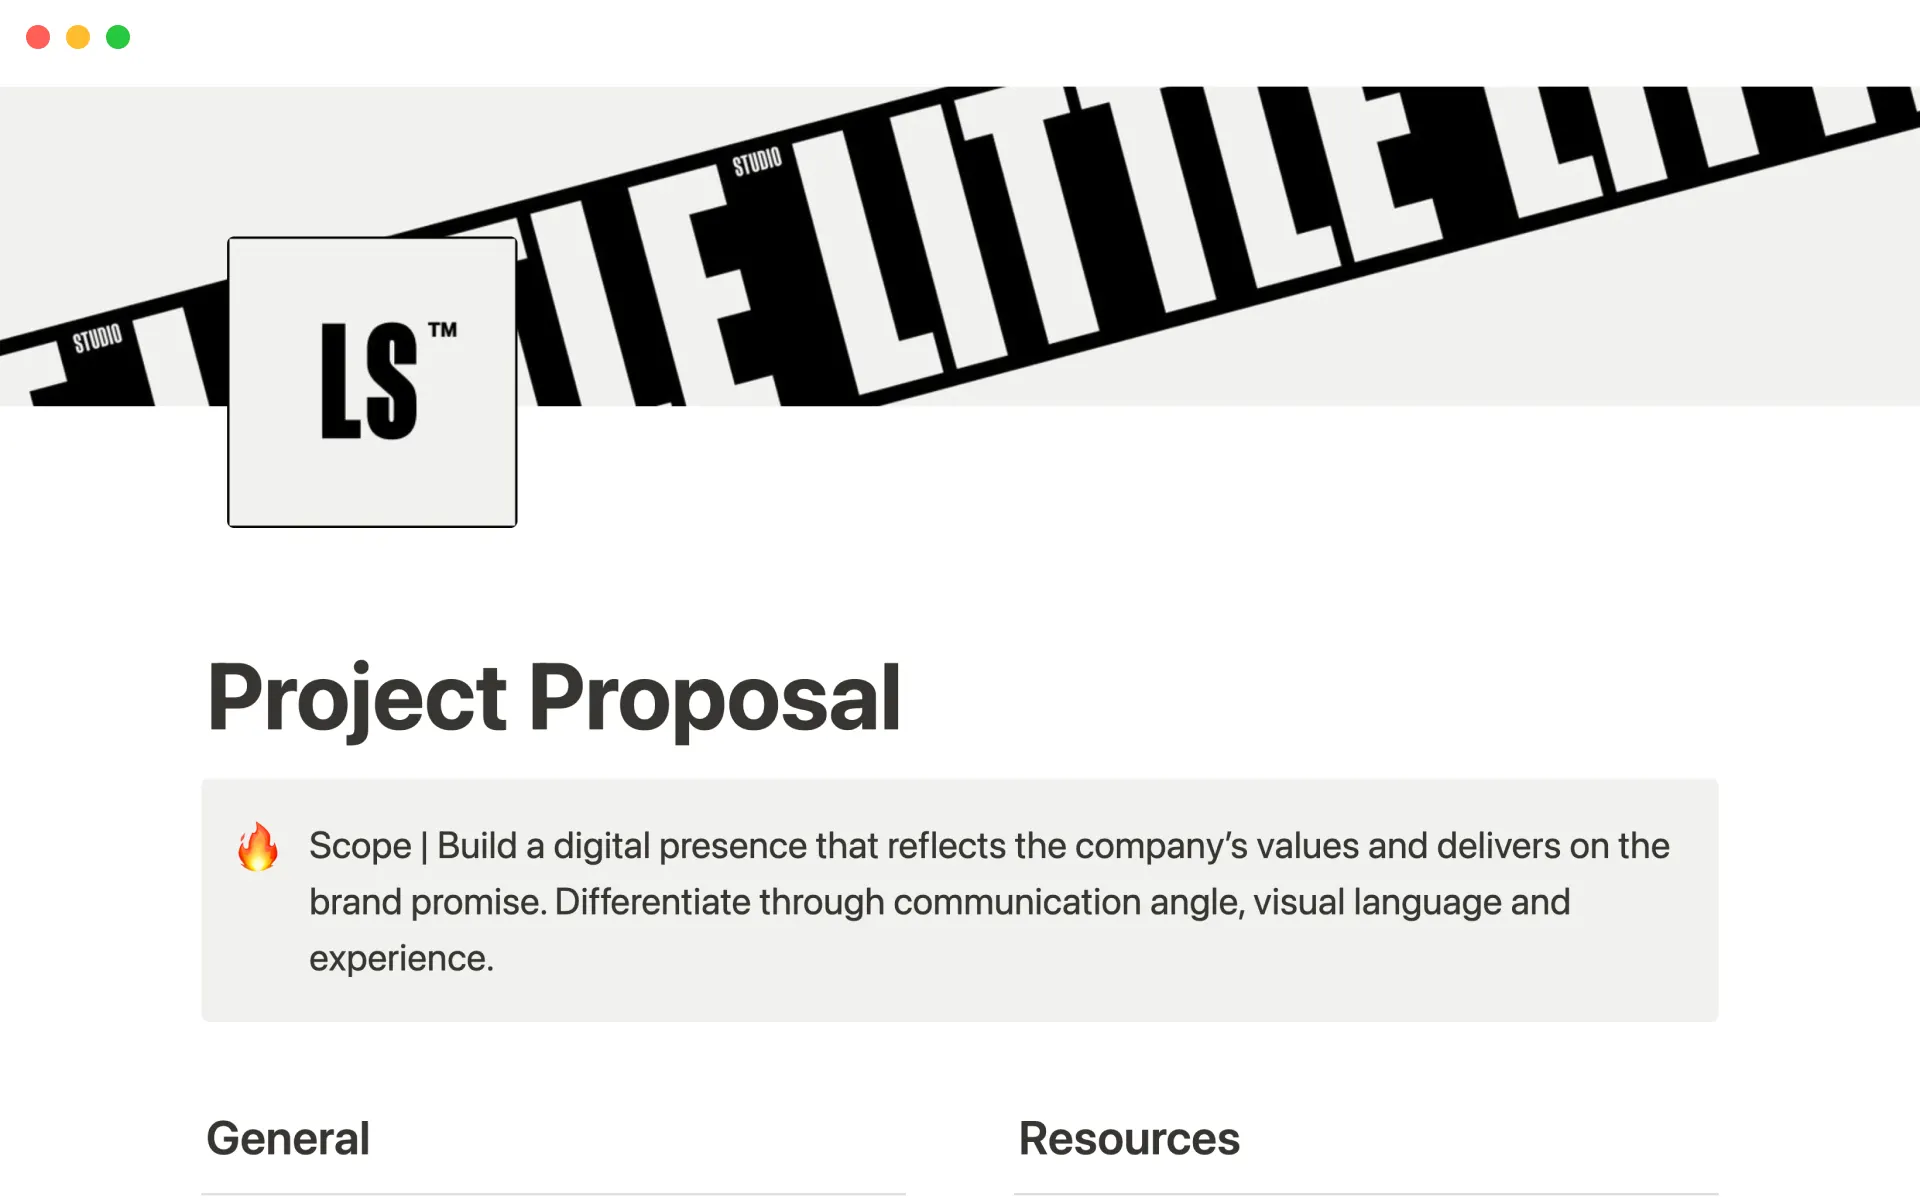 STUDIO
LITTLE
STUDIO
LS™
Project Proposal
🔥 Scope | Build a digital presence that reflects the company’s values and delivers on the
brand promise. Differentiate through communication angle, visual language and
experience.
General
Resources